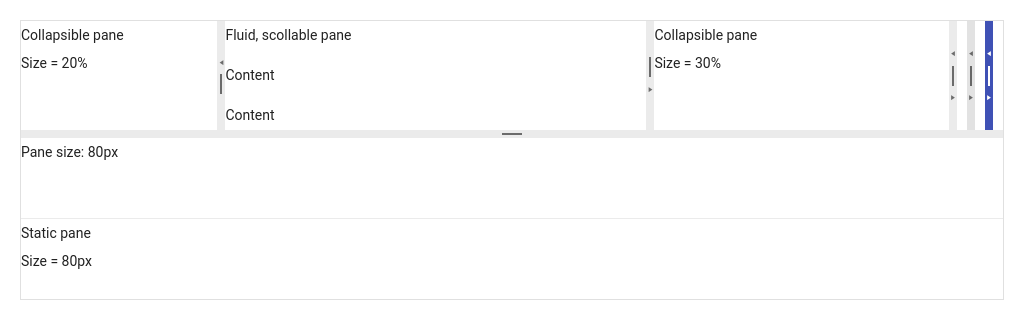 Collapsible pane
Size = 20%
Fluid, scollable pane
Content
Content
Collapsible pane
Size = 30%
Pane size: 80px
Static pane
Size = 80px